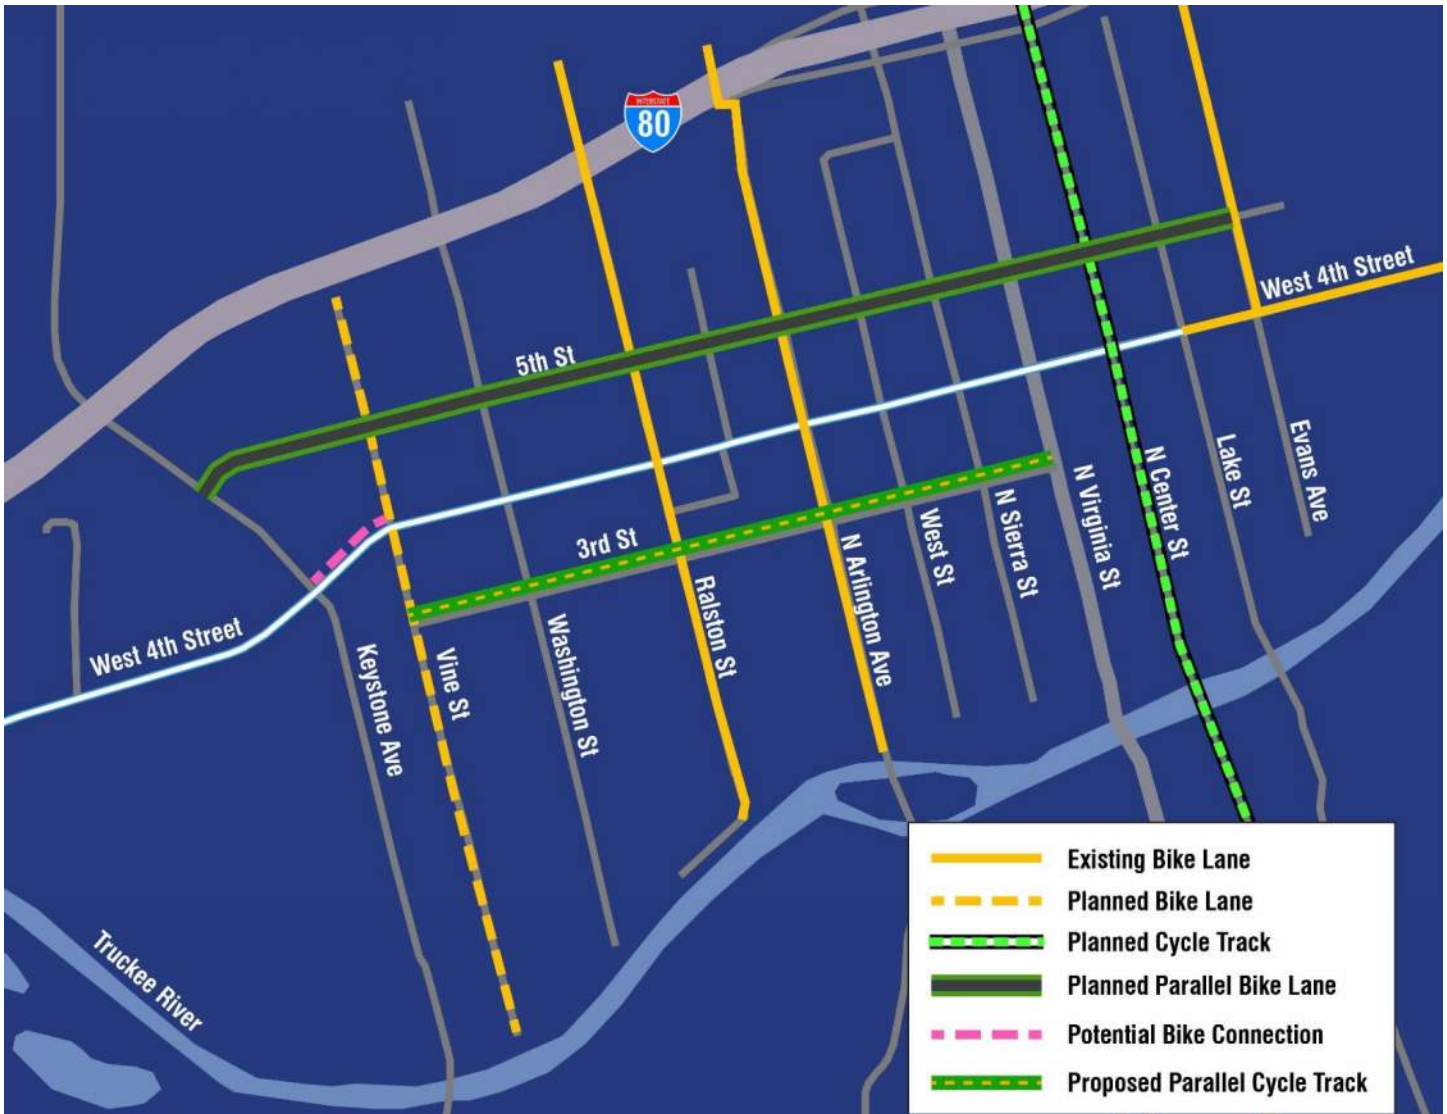 INTERSTATE
80
West 4th Street
5th St
Evans Ave
Lake St
N Center St
N Virginia St
N Sierra St
West St
3rd St
N Arlington Ave
Ralston St
Washington St
West 4th Street
Keystone Ave
Vine St
Truckee River
Existing Bike Lane
Planned Bike Lane
Planned Cycle Track
Planned Parallel Bike Lane
Potential Bike Connection
Proposed Parallel Cycle Track